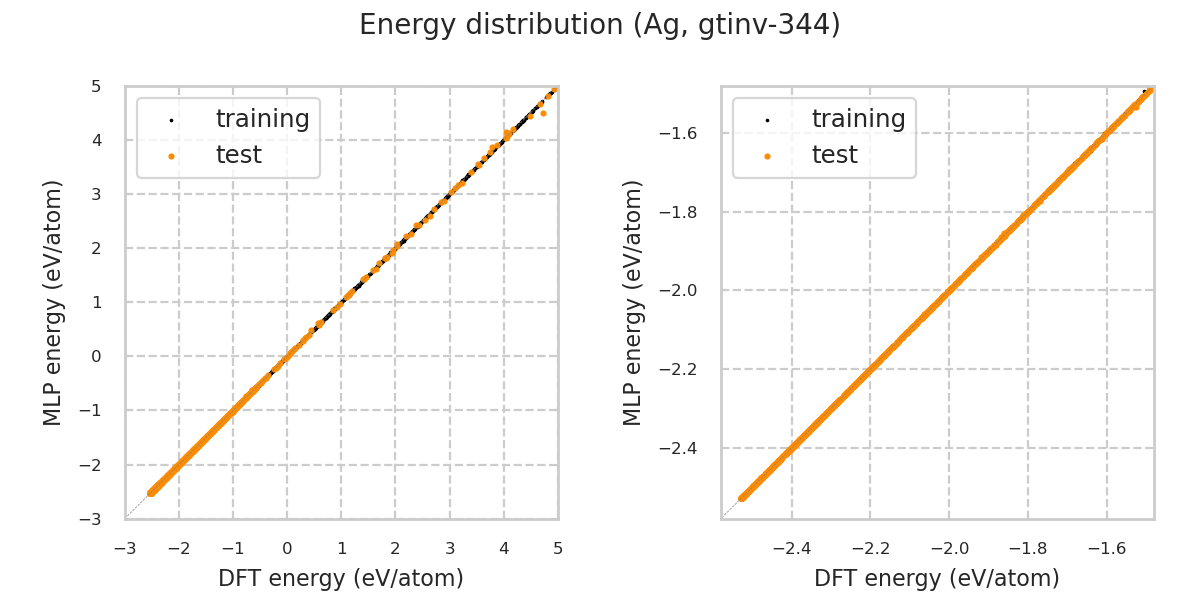 Energy distribution (Ag, gtinv-344)
training
test
5
4
3
2
1
0
−1
−2
−3
−3 −2 −1 0 1 2 3 4 5
MLP energy (eV/atom)
DFT energy (eV/atom)
training
test
−1.6
−1.8
−2.0
−2.2
−2.4
−2.4 −2.2 −2.0 −1.8 −1.6
MLP energy (eV/atom)
DFT energy (eV/atom)